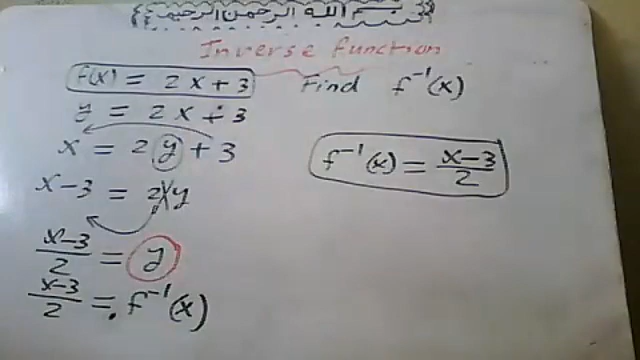 بسم الله الرحمن الرحيم
Inverse function
f(x) = 2x+3 Find f⁻¹(x)
y = 2x+3
x = 2y+3
x-3 = 2xy
x-3/2 = y
x-3/2 = f⁻¹(x)
f⁻¹(x) = x-3/2